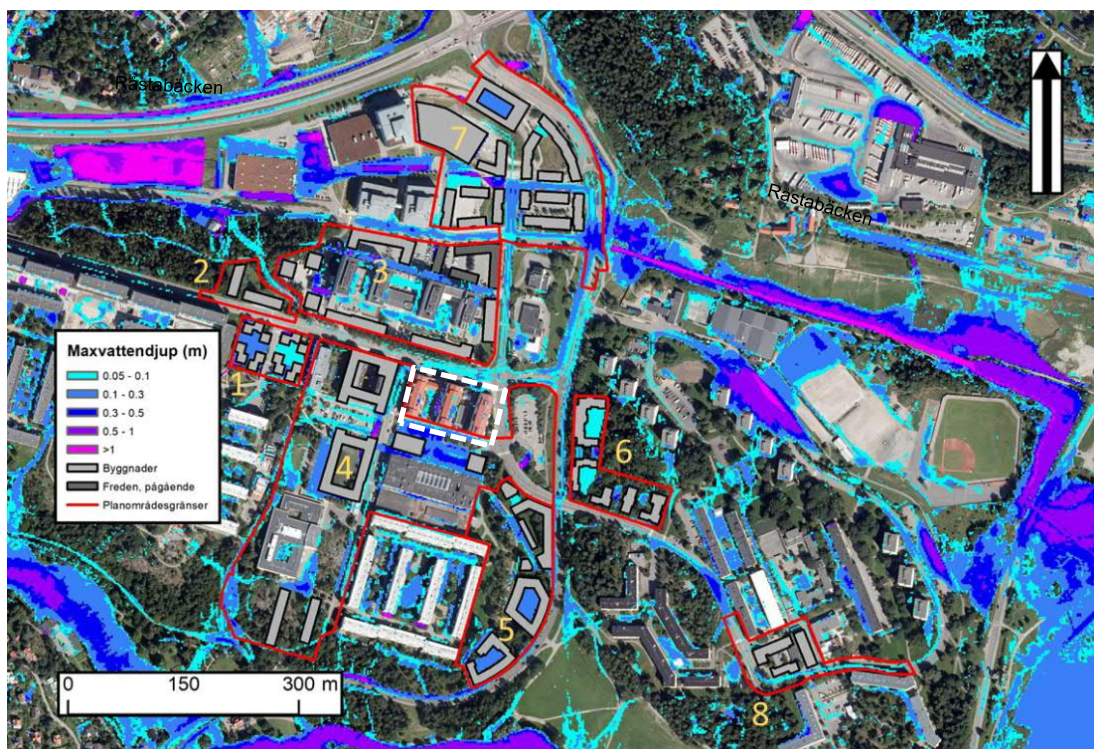 Råstabäcken
7
Råstabäcken
2
3
Maxvattendjup (m)
0.05 - 0.1
0.1 - 0.3
0.3 - 0.5
0.5 - 1
>1
Byggnader
Freden, pågående
Planområdesgränser
1
4
6
5
0 150 300 m
8